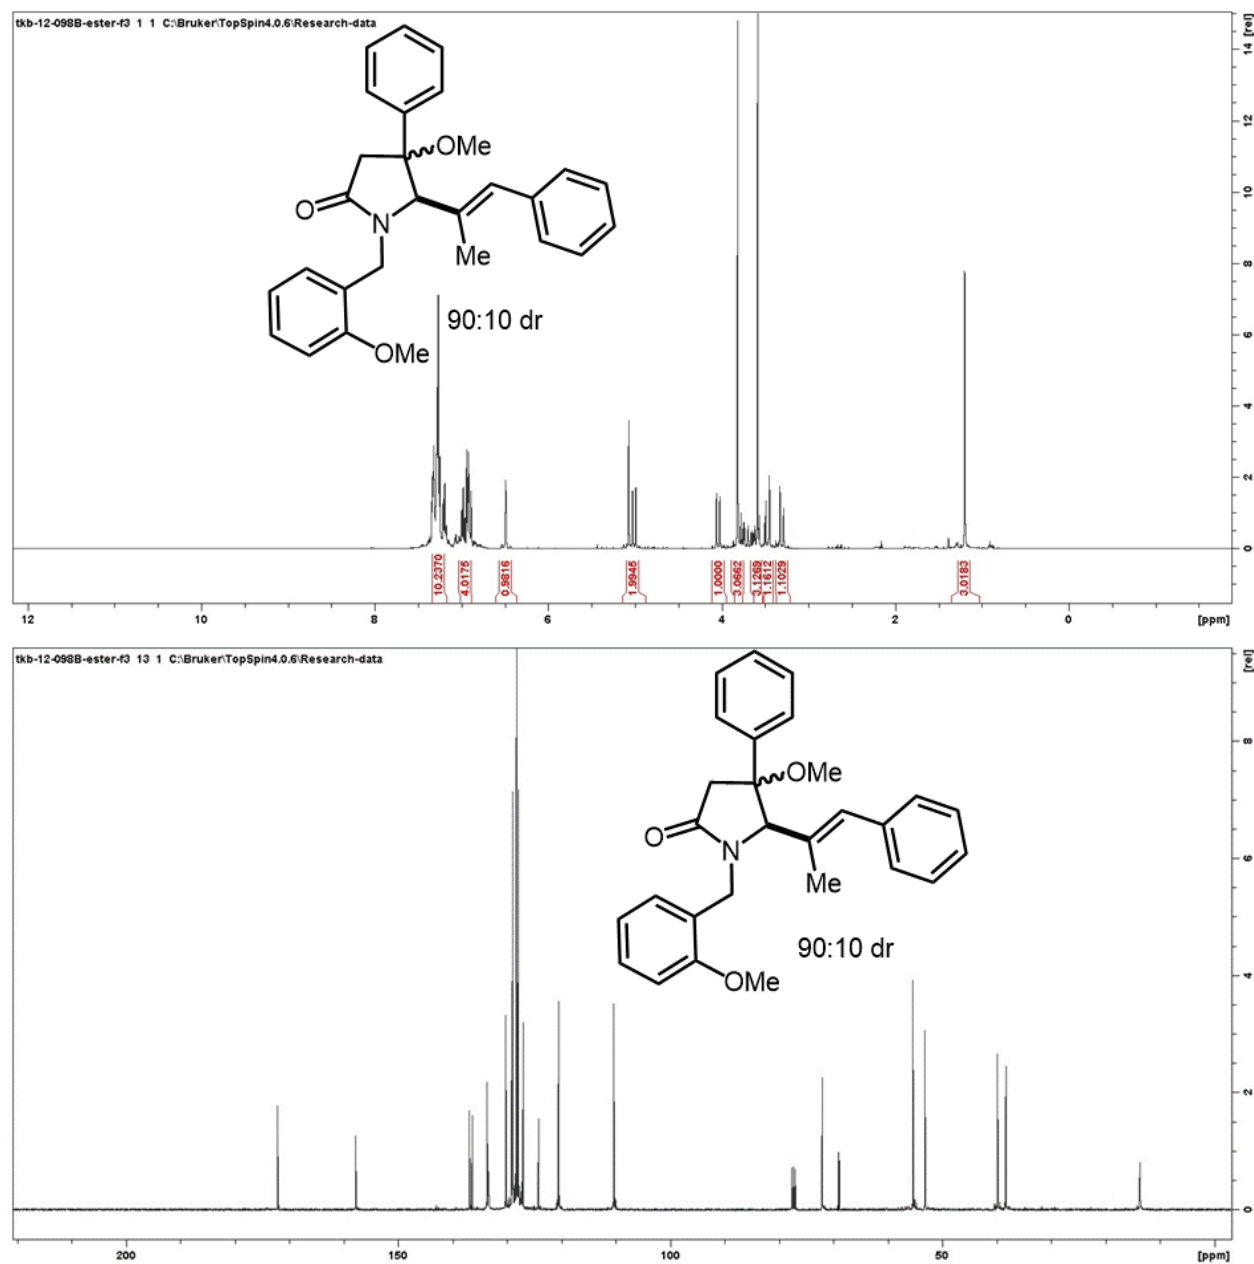 tkb-12-098B-ester-f3 1 1 C:\Bruker\TopSpin4.0.6\Research-data
[rel]
OMe
O
N
Me
OMe
90:10 dr
14
12
10
8
6
4
2
0
10.2370
4.0175
0.9816
1.9945
1.0000
3.0662
3.1269
1.1612
1.1029
3.0183
12
10
8
6
4
2
0
[ppm]
tkb-12-098B-ester-f3 13 1 C:\Bruker\TopSpin4.0.6\Research-data
[rel]
OMe
O
N
Me
OMe
90:10 dr
8
6
4
2
0
200
150
100
50
[ppm]